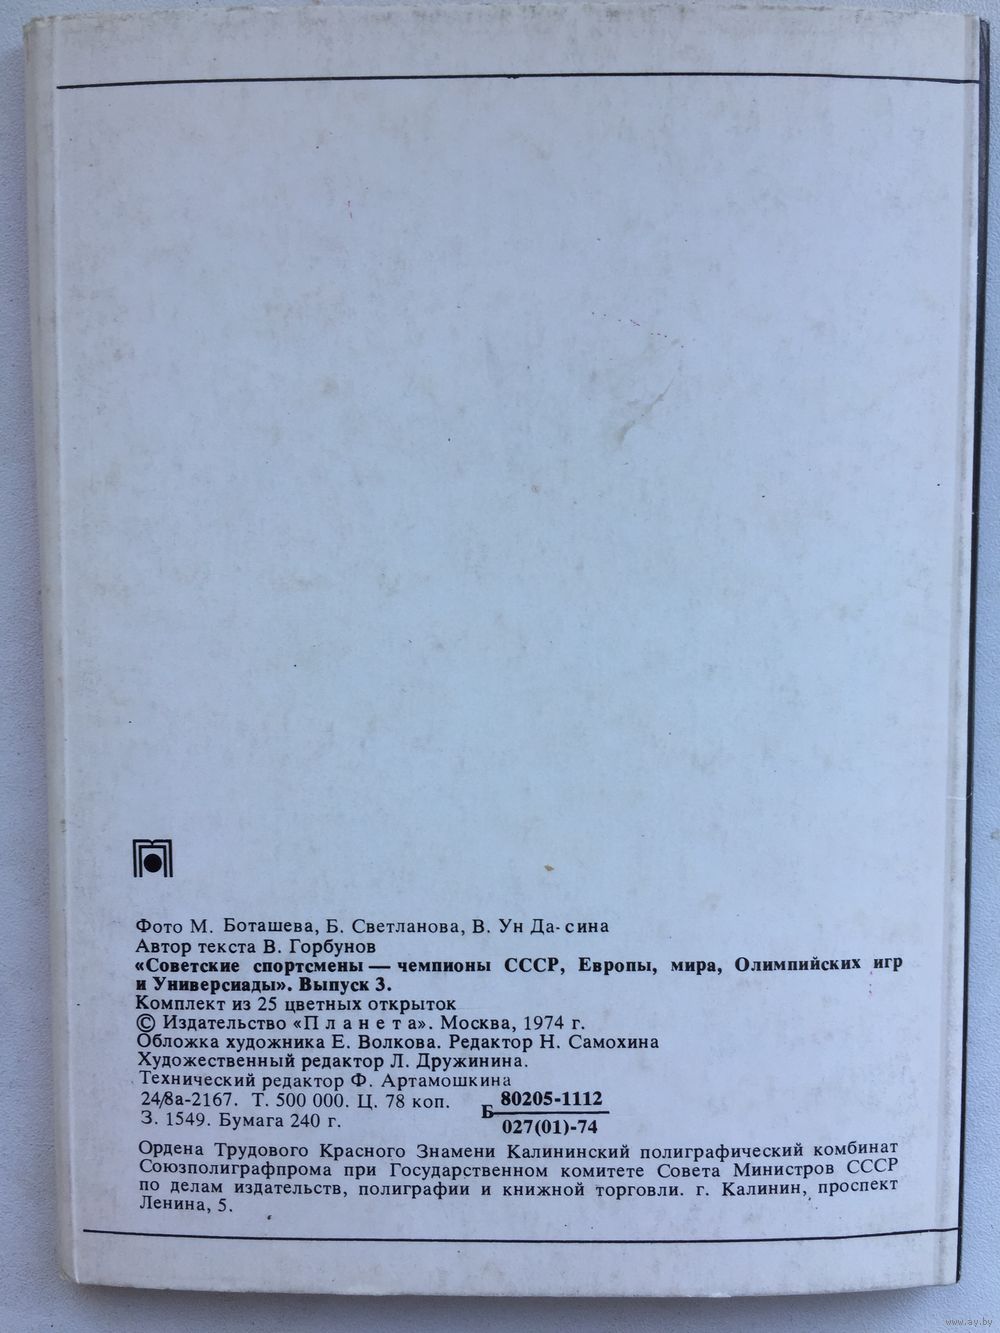 Фото М. Боташева, Б. Светланова, В. Ун Да-сина
Автор текста В. Горбунов
«Советские спортсмены — чемпионы СССР, Европы, мира, Олимпийских игр
и Универсиады». Выпуск 3.
Комплект из 25 цветных открыток
© Издательство «Планета». Москва, 1974 г.
Обложка художника Е. Волкова. Редактор Н. Самохина
Художественный редактор Л. Дружинина.
Технический редактор Ф. Артамошкина
24/8а-2167. Т. 500 000. Ц. 78 коп.
З. 1549. Бумага 240 г.
Б 80205-1112
027(01)-74
Ордена Трудового Красного Знамени Калининский полиграфический комбинат
Союзполиграфпрома при Государственном комитете Совета Министров СССР
по делам издательств, полиграфии и книжной торговли. г. Калинин, проспект
Ленина, 5.
www.ay.by